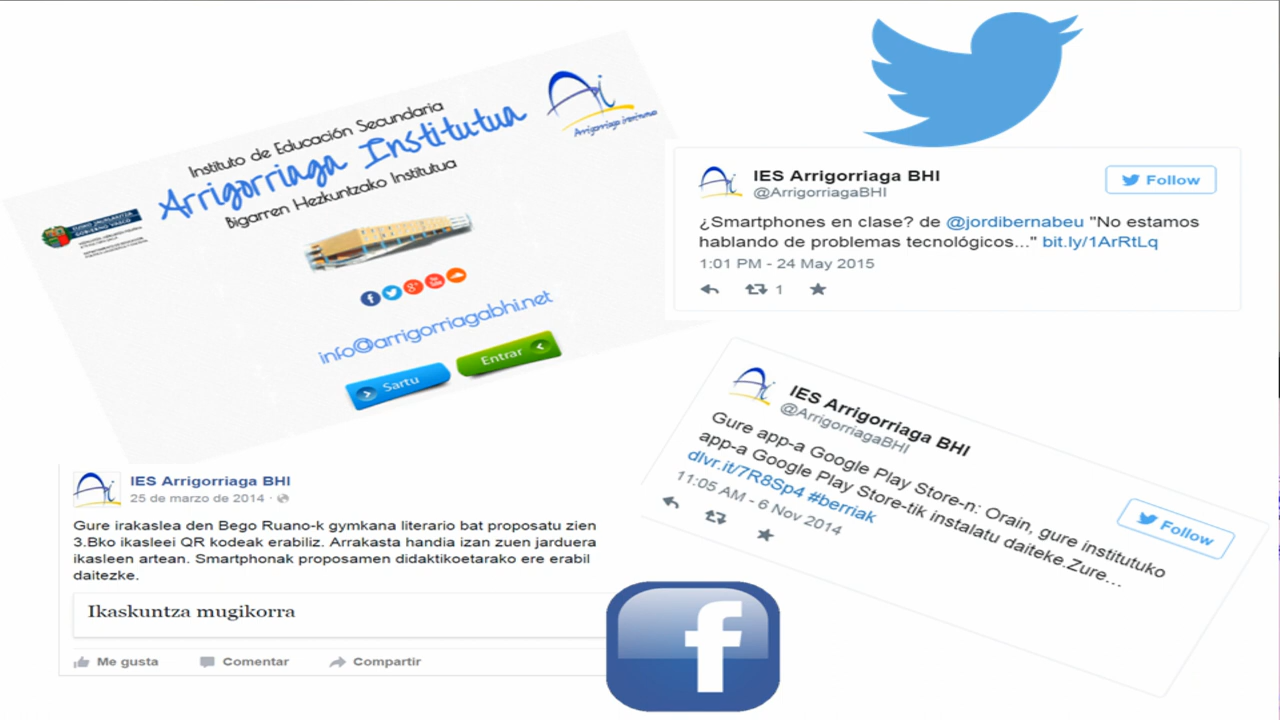 Instituto de Educación Secundaria
Arrigorriaga Institutua
Bigarren Hezkuntzako Institutua
Ai
Arrigorriaga institutua
EUSKO JAURLARITZA
GOBIERNO VASCO
info@arrigorriagabhi.net
Sartu
Entrar
IES Arrigorriaga BHI
@ArrigorriagaBHI
Follow
¿Smartphones en clase? de @jordibernabeu "No estamos
hablando de problemas tecnológicos..." bit.ly/1ArRtLq
1:01 PM - 24 May 2015
1
IES Arrigorriaga BHI
@ArrigorriagaBHI
Follow
Gure app-a Google Play Store-n: Orain, gure institutuko
app-a Google Play Store-tik instalatu daiteke.Zure...
dlvr.it/7R8Sp4 #berriak
11:05 AM - 6 Nov 2014
IES Arrigorriaga BHI
25 de marzo de 2014 ·
Gure irakaslea den Bego Ruano-k gymkana literario bat proposatu zien
3.Bko ikasleei QR kodeak erabiliz. Arrakasta handia izan zuen jarduera
ikasleen artean. Smartphonak proposamen didaktikoetarako ere erabil
daitezke.
Ikaskuntza mugikorra
Me gusta Comentar Compartir
f